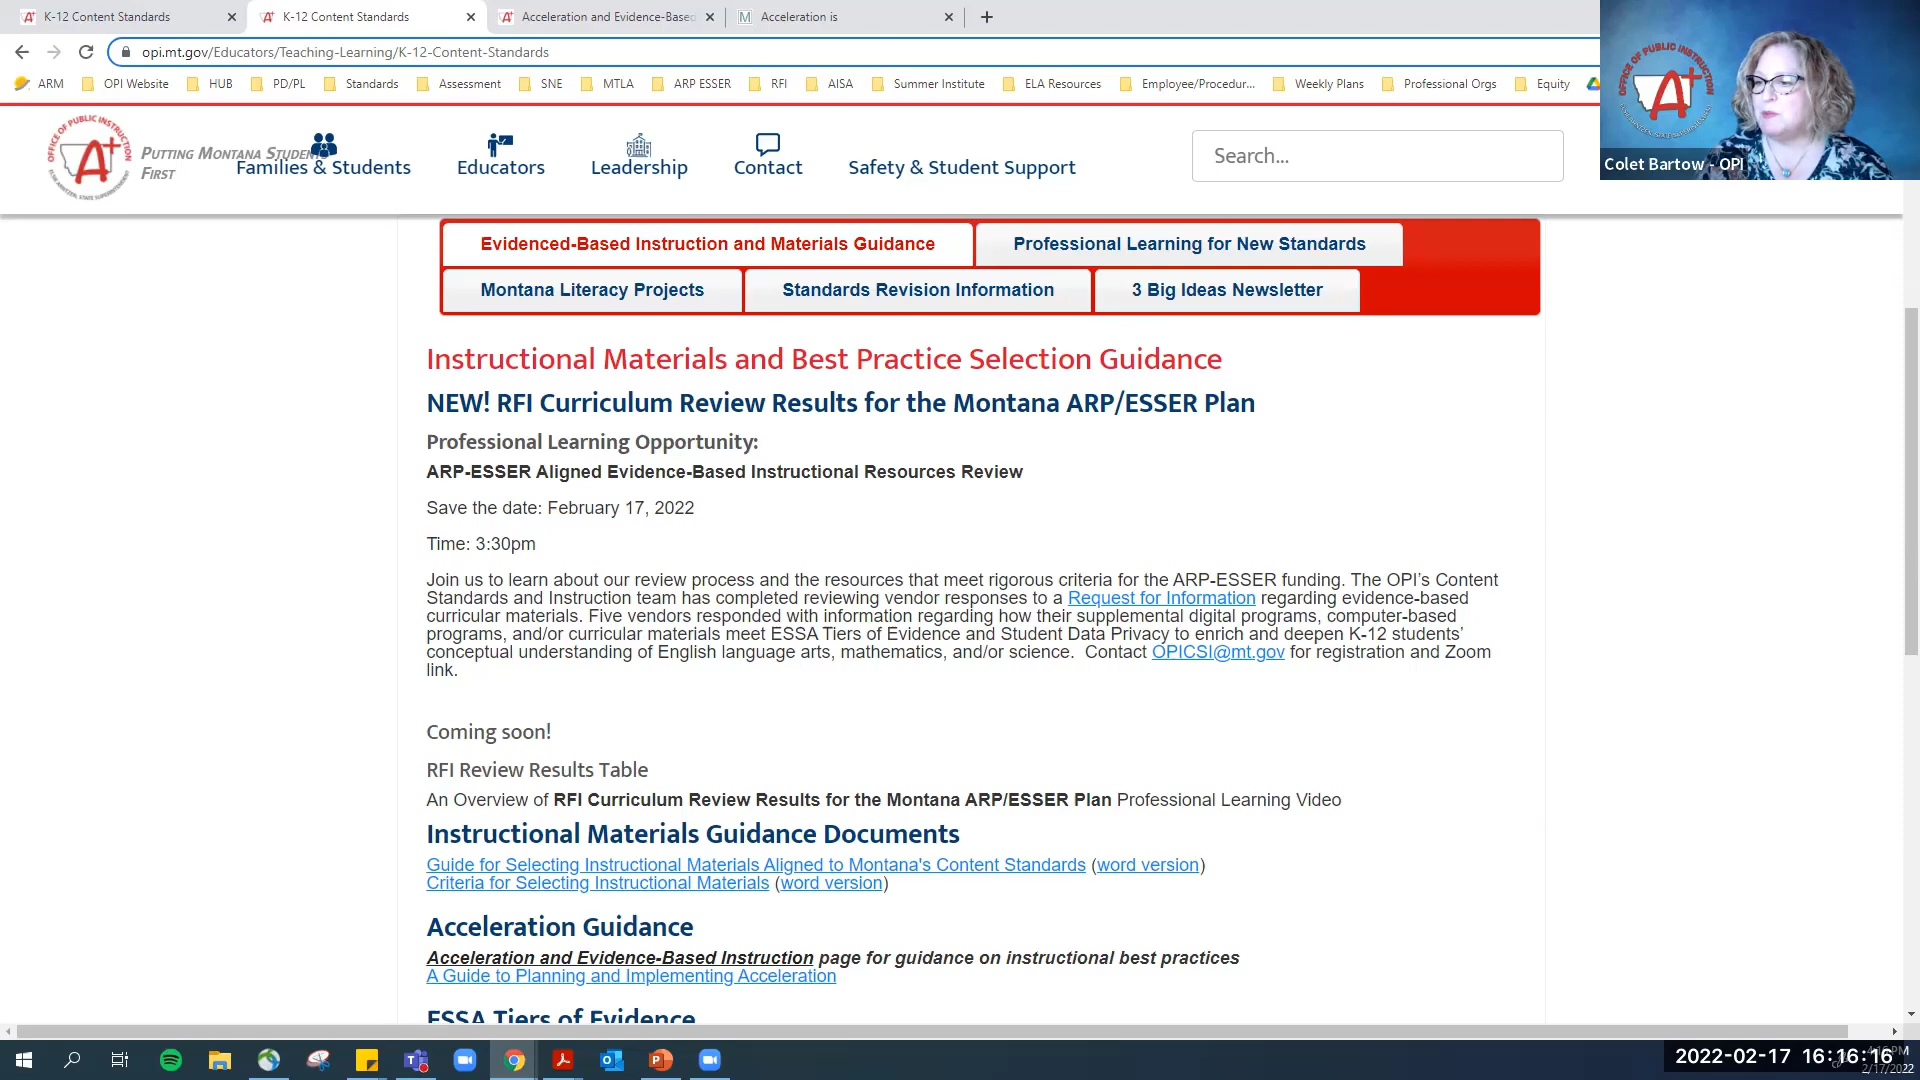 K-12 Content Standards
K-12 Content Standards
Acceleration and Evidence-Based
Acceleration is
opi.mt.gov/Educators/Teaching-Learning/K-12-Content-Standards
ARM
OPI Website
HUB
PD/PL
Standards
Assessment
SNE
MTLA
ARP ESSER
RFI
AISA
Summer Institute
ELA Resources
Employee/Procedur...
Weekly Plans
Professional Orgs
Equity
Colet Bartow - OPI
OFFICE OF PUBLIC INSTRUCTION
PUTTING MONTANA STUDEN
FIRST
Families & Students
Educators
Leadership
Contact
Safety & Student Support
Search...
Evidenced-Based Instruction and Materials Guidance
Professional Learning for New Standards
Montana Literacy Projects
Standards Revision Information
3 Big Ideas Newsletter
Instructional Materials and Best Practice Selection Guidance
NEW! RFI Curriculum Review Results for the Montana ARP/ESSER Plan
Professional Learning Opportunity:
ARP-ESSER Aligned Evidence-Based Instructional Resources Review
Save the date: February 17, 2022
Time: 3:30pm
Join us to learn about our review process and the resources that meet rigorous criteria for the ARP-ESSER funding. The OPI's Content
Standards and Instruction team has completed reviewing vendor responses to a Request for Information regarding evidence-based
curricular materials. Five vendors responded with information regarding how their supplemental digital programs, computer-based
programs, and/or curricular materials meet ESSA Tiers of Evidence and Student Data Privacy to enrich and deepen K-12 students'
conceptual understanding of English language arts, mathematics, and/or science. Contact OPICSI@mt.gov for registration and Zoom
link.
Coming soon!
RFI Review Results Table
An Overview of RFI Curriculum Review Results for the Montana ARP/ESSER Plan Professional Learning Video
Instructional Materials Guidance Documents
Guide for Selecting Instructional Materials Aligned to Montana's Content Standards (word version)
Criteria for Selecting Instructional Materials (word version)
Acceleration Guidance
Acceleration and Evidence-Based Instruction page for guidance on instructional best practices
A Guide to Planning and Implementing Acceleration
ESSA Tiers of Evidence
2022-02-17 16:16:16
2/17/2022